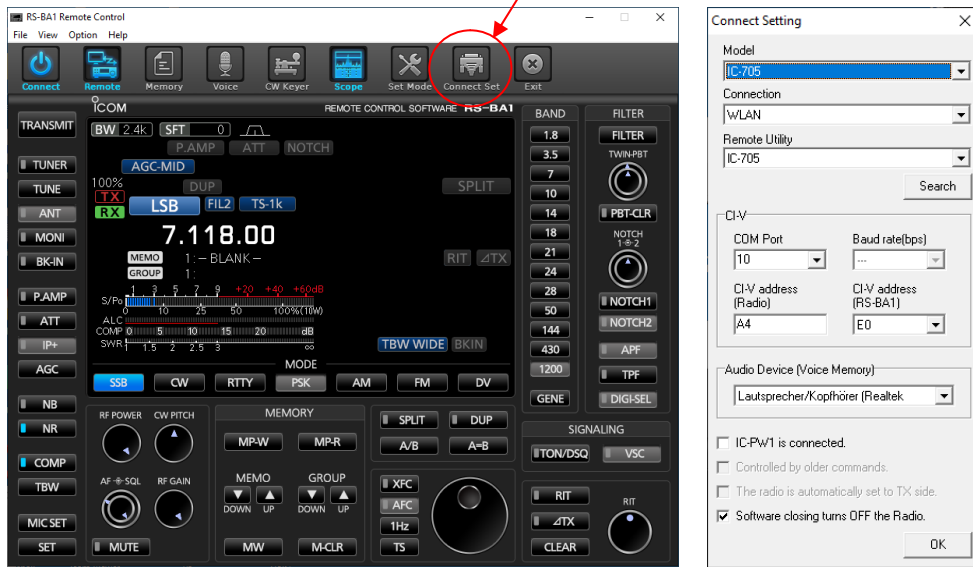 RS-BA1 Remote Control
File View Option Help
Connect Remote Memory Voice CW Keyer Scope Set Mode Connect Set Exit
ICOM REMOTE CONTROL SOFTWARE RS-BA1
TRANSMIT
TUNER
TUNE
ANT
MONI
BK-IN
P.AMP
ATT
IP+
AGC
NB
NR
COMP
TBW
MIC SET
SET
BW 2.4k SFT 0
P.AMP ATT NOTCH
AGC-MID
100% DUP SPLIT
TX
RX LSB FIL2 TS-1k
7.118.00
MEMO 1:-BLANK- RIT ⊿TX
GROUP 1:
1 3 5 7 9 +20 +40 +60dB
S/Po
0 10 25 50 100%(10W)
ALC
COMP 0 5 10 15 20 dB
SWR 1 1.5 2 2.5 3 ∞
TBW WIDE BKIN
MODE
SSB CW RTTY PSK AM FM DV
RF POWER CW PITCH
AF SQL RF GAIN
MUTE
MEMORY
MP-W MP-R
MEMO GROUP
DOWN UP DOWN UP
MW M-CLR
SPLIT DUP
A/B A=B
XFC
AFC
1Hz
TS
BAND
1.8
3.5
7
10
14
18
21
24
28
50
144
430
1200
GENE
FILTER
FILTER
TWIN-PBT
PBT-CLR
NOTCH
1 2
NOTCH1
NOTCH2
APF
TPF
DIGI-SEL
SIGNALING
TON/DSQ VSC
RIT
⊿TX
CLEAR
RIT
Connect Setting
Model
IC-705
Connection
WLAN
Remote Utility
IC-705
Search
CI-V
COM Port Baud rate(bps)
10 ---
CI-V address CI-V address
(Radio) (RS-BA1)
A4 E0
Audio Device (Voice Memory)
Lautsprecher/Kopfhörer (Realtek
IC-PW1 is connected.
Controlled by older commands.
The radio is automatically set to TX side.
Software closing turns OFF the Radio.
OK